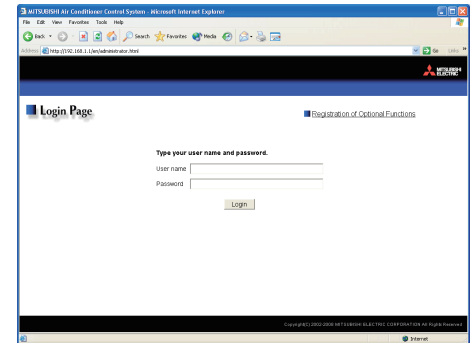 MITSUBISHI Air Conditioner Control System - Microsoft Internet Explorer
File Edit View Favorites Tools Help
Back Search Favorites Media
Address http://192.168.1.1/en/administrator.html Go Links »
MITSUBISHI
ELECTRIC
Login Page
Registration of Optional Functions
Type your user name and password.
User name
Password
Login
Copyright(C) 2002-2008 MITSUBISHI ELECTRIC CORPORATION All Rights Reserved
Internet